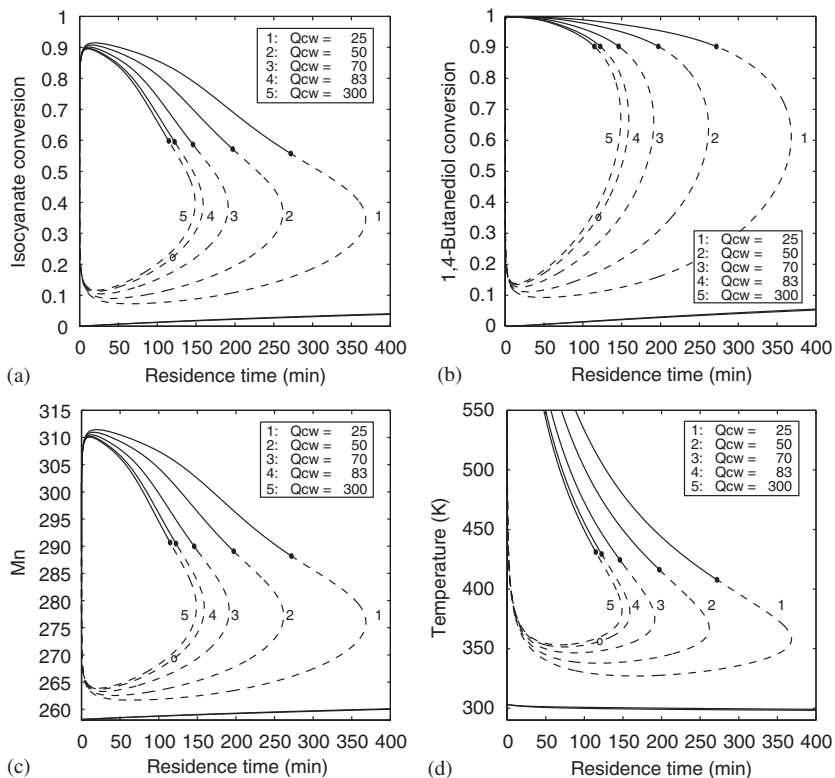 1
0.9
0.8
0.7
0.6
0.5
0.4
0.3
0.2
0.1
0
Isocyanate conversion
1: Qcw = 25
2: Qcw = 50
3: Qcw = 70
4: Qcw = 83
5: Qcw = 300
5 4 3 2 1
0 50 100 150 200 250 300 350 400
(a) Residence time (min)
1
0.9
0.8
0.7
0.6
0.5
0.4
0.3
0.2
0.1
0
1,4-Butanediol conversion
5 4 3 2 1
1: Qcw = 25
2: Qcw = 50
3: Qcw = 70
4: Qcw = 83
5: Qcw = 300
0 50 100 150 200 250 300 350 400
(b) Residence time (min)
315
310
305
300
295
290
285
280
275
270
265
260
Mn
1: Qcw = 25
2: Qcw = 50
3: Qcw = 70
4: Qcw = 83
5: Qcw = 300
5 4 3 2 1
0 50 100 150 200 250 300 350 400
(c) Residence time (min)
550
500
450
400
350
300
Temperature (K)
1: Qcw = 25
2: Qcw = 50
3: Qcw = 70
4: Qcw = 83
5: Qcw = 300
5 4 3 2 1
0 50 100 150 200 250 300 350 400
(d) Residence time (min)